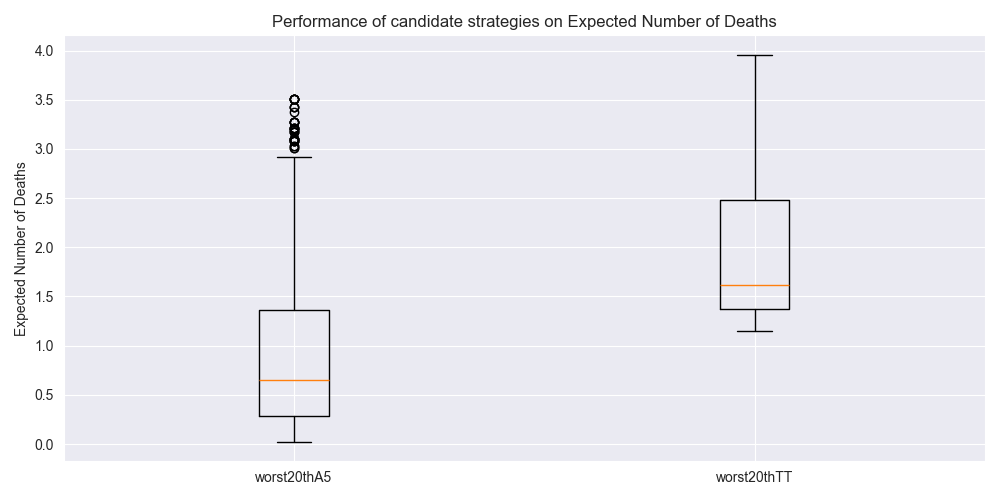 Performance of candidate strategies on Expected Number of Deaths
Expected Number of Deaths
4.0
3.5
3.0
2.5
2.0
1.5
1.0
0.5
0.0
worst20thA5
worst20thTT